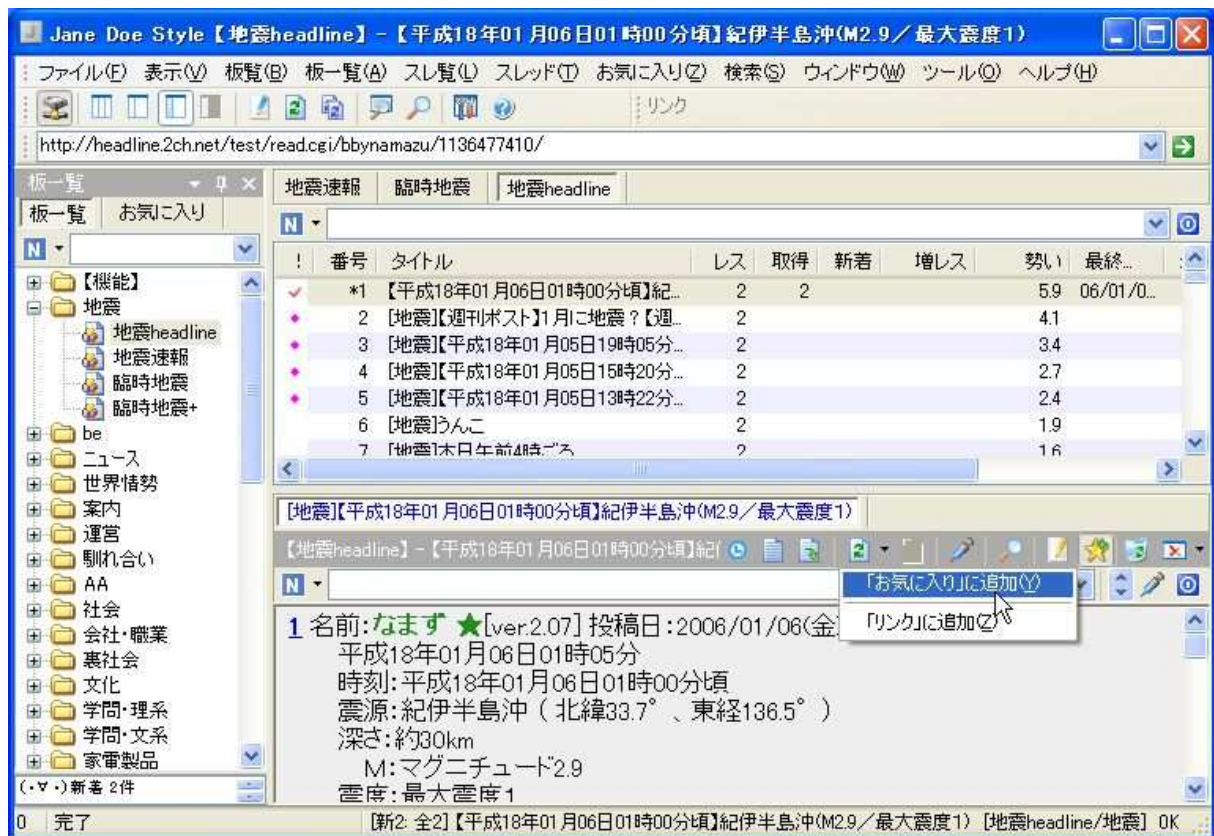 Jane Doe Style【地震headline】-【平成18年01月06日01時00分頃】紀伊半島沖(M2.9／最大震度1)
ファイル(F) 表示(V) 板覧(B) 板一覧(A) スレ覧(L) スレッド(T) お気に入り(Z) 検索(S) ウィンドウ(W) ツール(O) ヘルプ(H)
リンク
http://headline.2ch.net/test/read.cgi/bbynamazu/1136477410/
板一覧
板一覧 お気に入り
【機能】
地震
地震headline
地震速報
臨時地震
臨時地震+
be
ニュース
世界情勢
案内
運営
馴れ合い
AA
社会
会社・職業
裏社会
文化
学問・理系
学問・文系
家電製品
(・∀・)新着 2件
地震速報 臨時地震 地震headline
! 番号 タイトル レス 取得 新着 増レス 勢い 最終...
*1 【平成18年01月06日01時00分頃】紀... 2 2 5.9 06/01/0...
2 [地震]【週刊ポスト】1月に地震？【週... 2 4.1
3 [地震]【平成18年01月05日19時05分... 2 3.4
4 [地震]【平成18年01月05日15時20分... 2 2.7
5 [地震]【平成18年01月05日13時22分... 2 2.4
6 [地震]うんこ 2 1.9
7 [地震]本日午前4時ごろ 2 1.6
[地震]【平成18年01月06日01時00分頃】紀伊半島沖(M2.9／最大震度1)
【地震headline】-【平成18年01月06日01時00分頃】紀伊
「お気に入り」に追加(Y)
「リンク」に追加(Z)
1 名前：なまず ★[ver.2.07] 投稿日：2006/01/06(金)
平成18年01月06日01時05分
時刻：平成18年01月06日01時00分頃
震源：紀伊半島沖（北緯33.7°、東経136.5°）
深さ：約30km
M：マグニチュード2.9
震度：最大震度1
0 完了 [新2: 全2]【平成18年01月06日01時00分頃】紀伊半島沖(M2.9／最大震度1) [地震headline/地震] OK